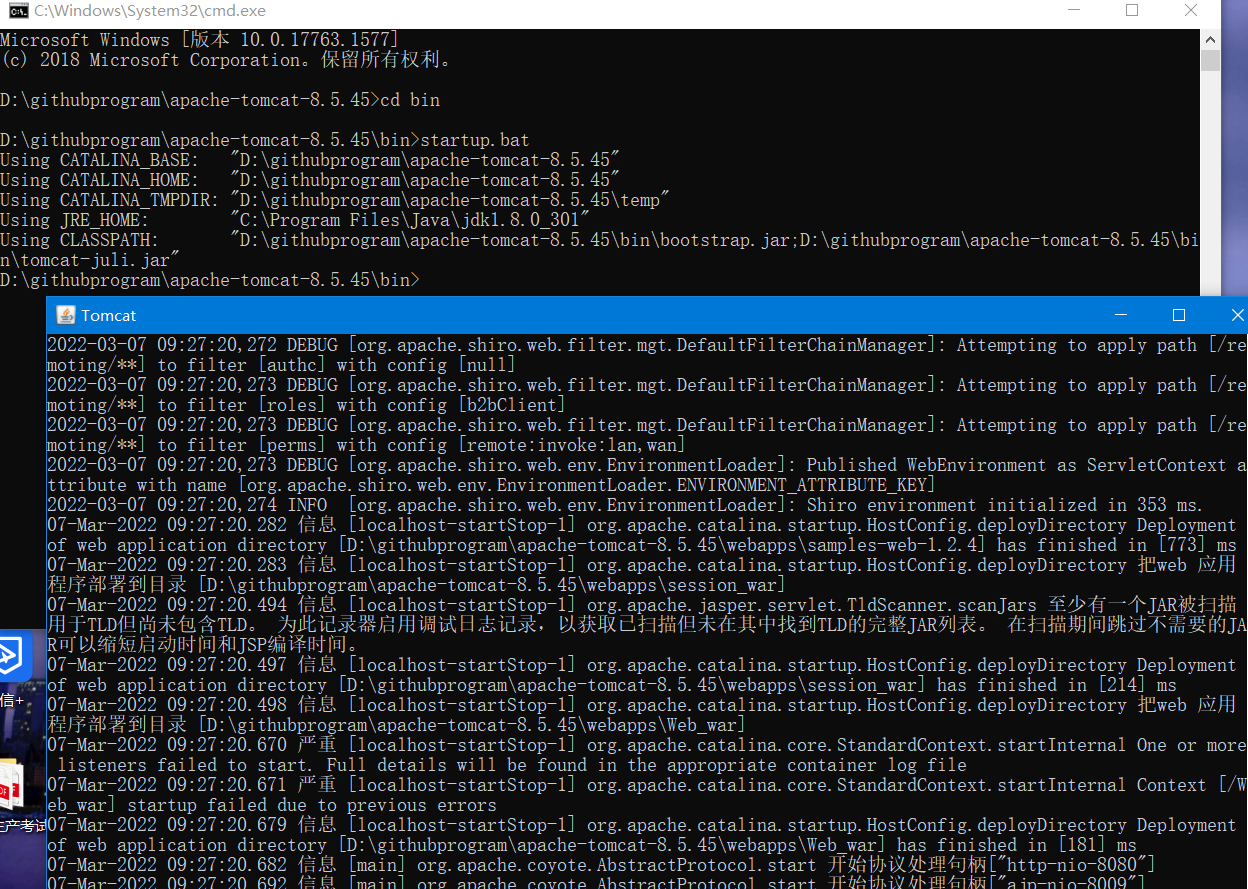 C:\Windows\System32\cmd.exe
Microsoft Windows [版本 10.0.17763.1577]
(c) 2018 Microsoft Corporation。保留所有权利。
D:\githubprogram\apache-tomcat-8.5.45>cd bin
D:\githubprogram\apache-tomcat-8.5.45\bin>startup.bat
Using CATALINA_BASE:   "D:\githubprogram\apache-tomcat-8.5.45"
Using CATALINA_HOME:   "D:\githubprogram\apache-tomcat-8.5.45"
Using CATALINA_TMPDIR: "D:\githubprogram\apache-tomcat-8.5.45\temp"
Using JRE_HOME:        "C:\Program Files\Java\jdk1.8.0_301"
Using CLASSPATH:       "D:\githubprogram\apache-tomcat-8.5.45\bin\bootstrap.jar;D:\githubprogram\apache-tomcat-8.5.45\bi
n\tomcat-juli.jar"
D:\githubprogram\apache-tomcat-8.5.45\bin>
Tomcat
2022-03-07 09:27:20,272 DEBUG [org.apache.shiro.web.filter.mgt.DefaultFilterChainManager]: Attempting to apply path [/re
moting/**] to filter [authc] with config [null]
2022-03-07 09:27:20,273 DEBUG [org.apache.shiro.web.filter.mgt.DefaultFilterChainManager]: Attempting to apply path [/re
moting/**] to filter [roles] with config [b2bClient]
2022-03-07 09:27:20,273 DEBUG [org.apache.shiro.web.filter.mgt.DefaultFilterChainManager]: Attempting to apply path [/re
moting/**] to filter [perms] with config [remote:invoke:lan,wan]
2022-03-07 09:27:20,273 DEBUG [org.apache.shiro.web.env.EnvironmentLoader]: Published WebEnvironment as ServletContext a
ttribute with name [org.apache.shiro.web.env.EnvironmentLoader.ENVIRONMENT_ATTRIBUTE_KEY]
2022-03-07 09:27:20,274 INFO  [org.apache.shiro.web.env.EnvironmentLoader]: Shiro environment initialized in 353 ms.
07-Mar-2022 09:27:20.282 信息 [localhost-startStop-1] org.apache.catalina.startup.HostConfig.deployDirectory Deployment
of web application directory [D:\githubprogram\apache-tomcat-8.5.45\webapps\samples-web-1.2.4] has finished in [773] ms
07-Mar-2022 09:27:20.283 信息 [localhost-startStop-1] org.apache.catalina.startup.HostConfig.deployDirectory 把web 应用
程序部署到目录 [D:\githubprogram\apache-tomcat-8.5.45\webapps\session_war]
07-Mar-2022 09:27:20.494 信息 [localhost-startStop-1] org.apache.jasper.servlet.TldScanner.scanJars 至少有一个JAR被扫描
用于TLD但尚未包含TLD。 为此记录器启用调试日志记录，以获取已扫描但未在其中找到TLD的完整JAR列表。 在扫描期间跳过不需要的JA
R可以缩短启动时间和JSP编译时间。
07-Mar-2022 09:27:20.497 信息 [localhost-startStop-1] org.apache.catalina.startup.HostConfig.deployDirectory Deployment
of web application directory [D:\githubprogram\apache-tomcat-8.5.45\webapps\session_war] has finished in [214] ms
07-Mar-2022 09:27:20.498 信息 [localhost-startStop-1] org.apache.catalina.startup.HostConfig.deployDirectory 把web 应用
程序部署到目录 [D:\githubprogram\apache-tomcat-8.5.45\webapps\Web_war]
07-Mar-2022 09:27:20.670 严重 [localhost-startStop-1] org.apache.catalina.core.StandardContext.startInternal One or more
listeners failed to start. Full details will be found in the appropriate container log file
07-Mar-2022 09:27:20.671 严重 [localhost-startStop-1] org.apache.catalina.core.StandardContext.startInternal Context [/W
eb_war] startup failed due to previous errors
07-Mar-2022 09:27:20.679 信息 [localhost-startStop-1] org.apache.catalina.startup.HostConfig.deployDirectory Deployment
of web application directory [D:\githubprogram\apache-tomcat-8.5.45\webapps\Web_war] has finished in [181] ms
07-Mar-2022 09:27:20.682 信息 [main] org.apache.coyote.AbstractProtocol.start 开始协议处理句柄["http-nio-8080"]
07-Mar-2022 09:27:20.692 信息 [main] org.apache.coyote.AbstractProtocol.start 开始协议处理句柄["ajp-nio-8009"]
信+
生产考试